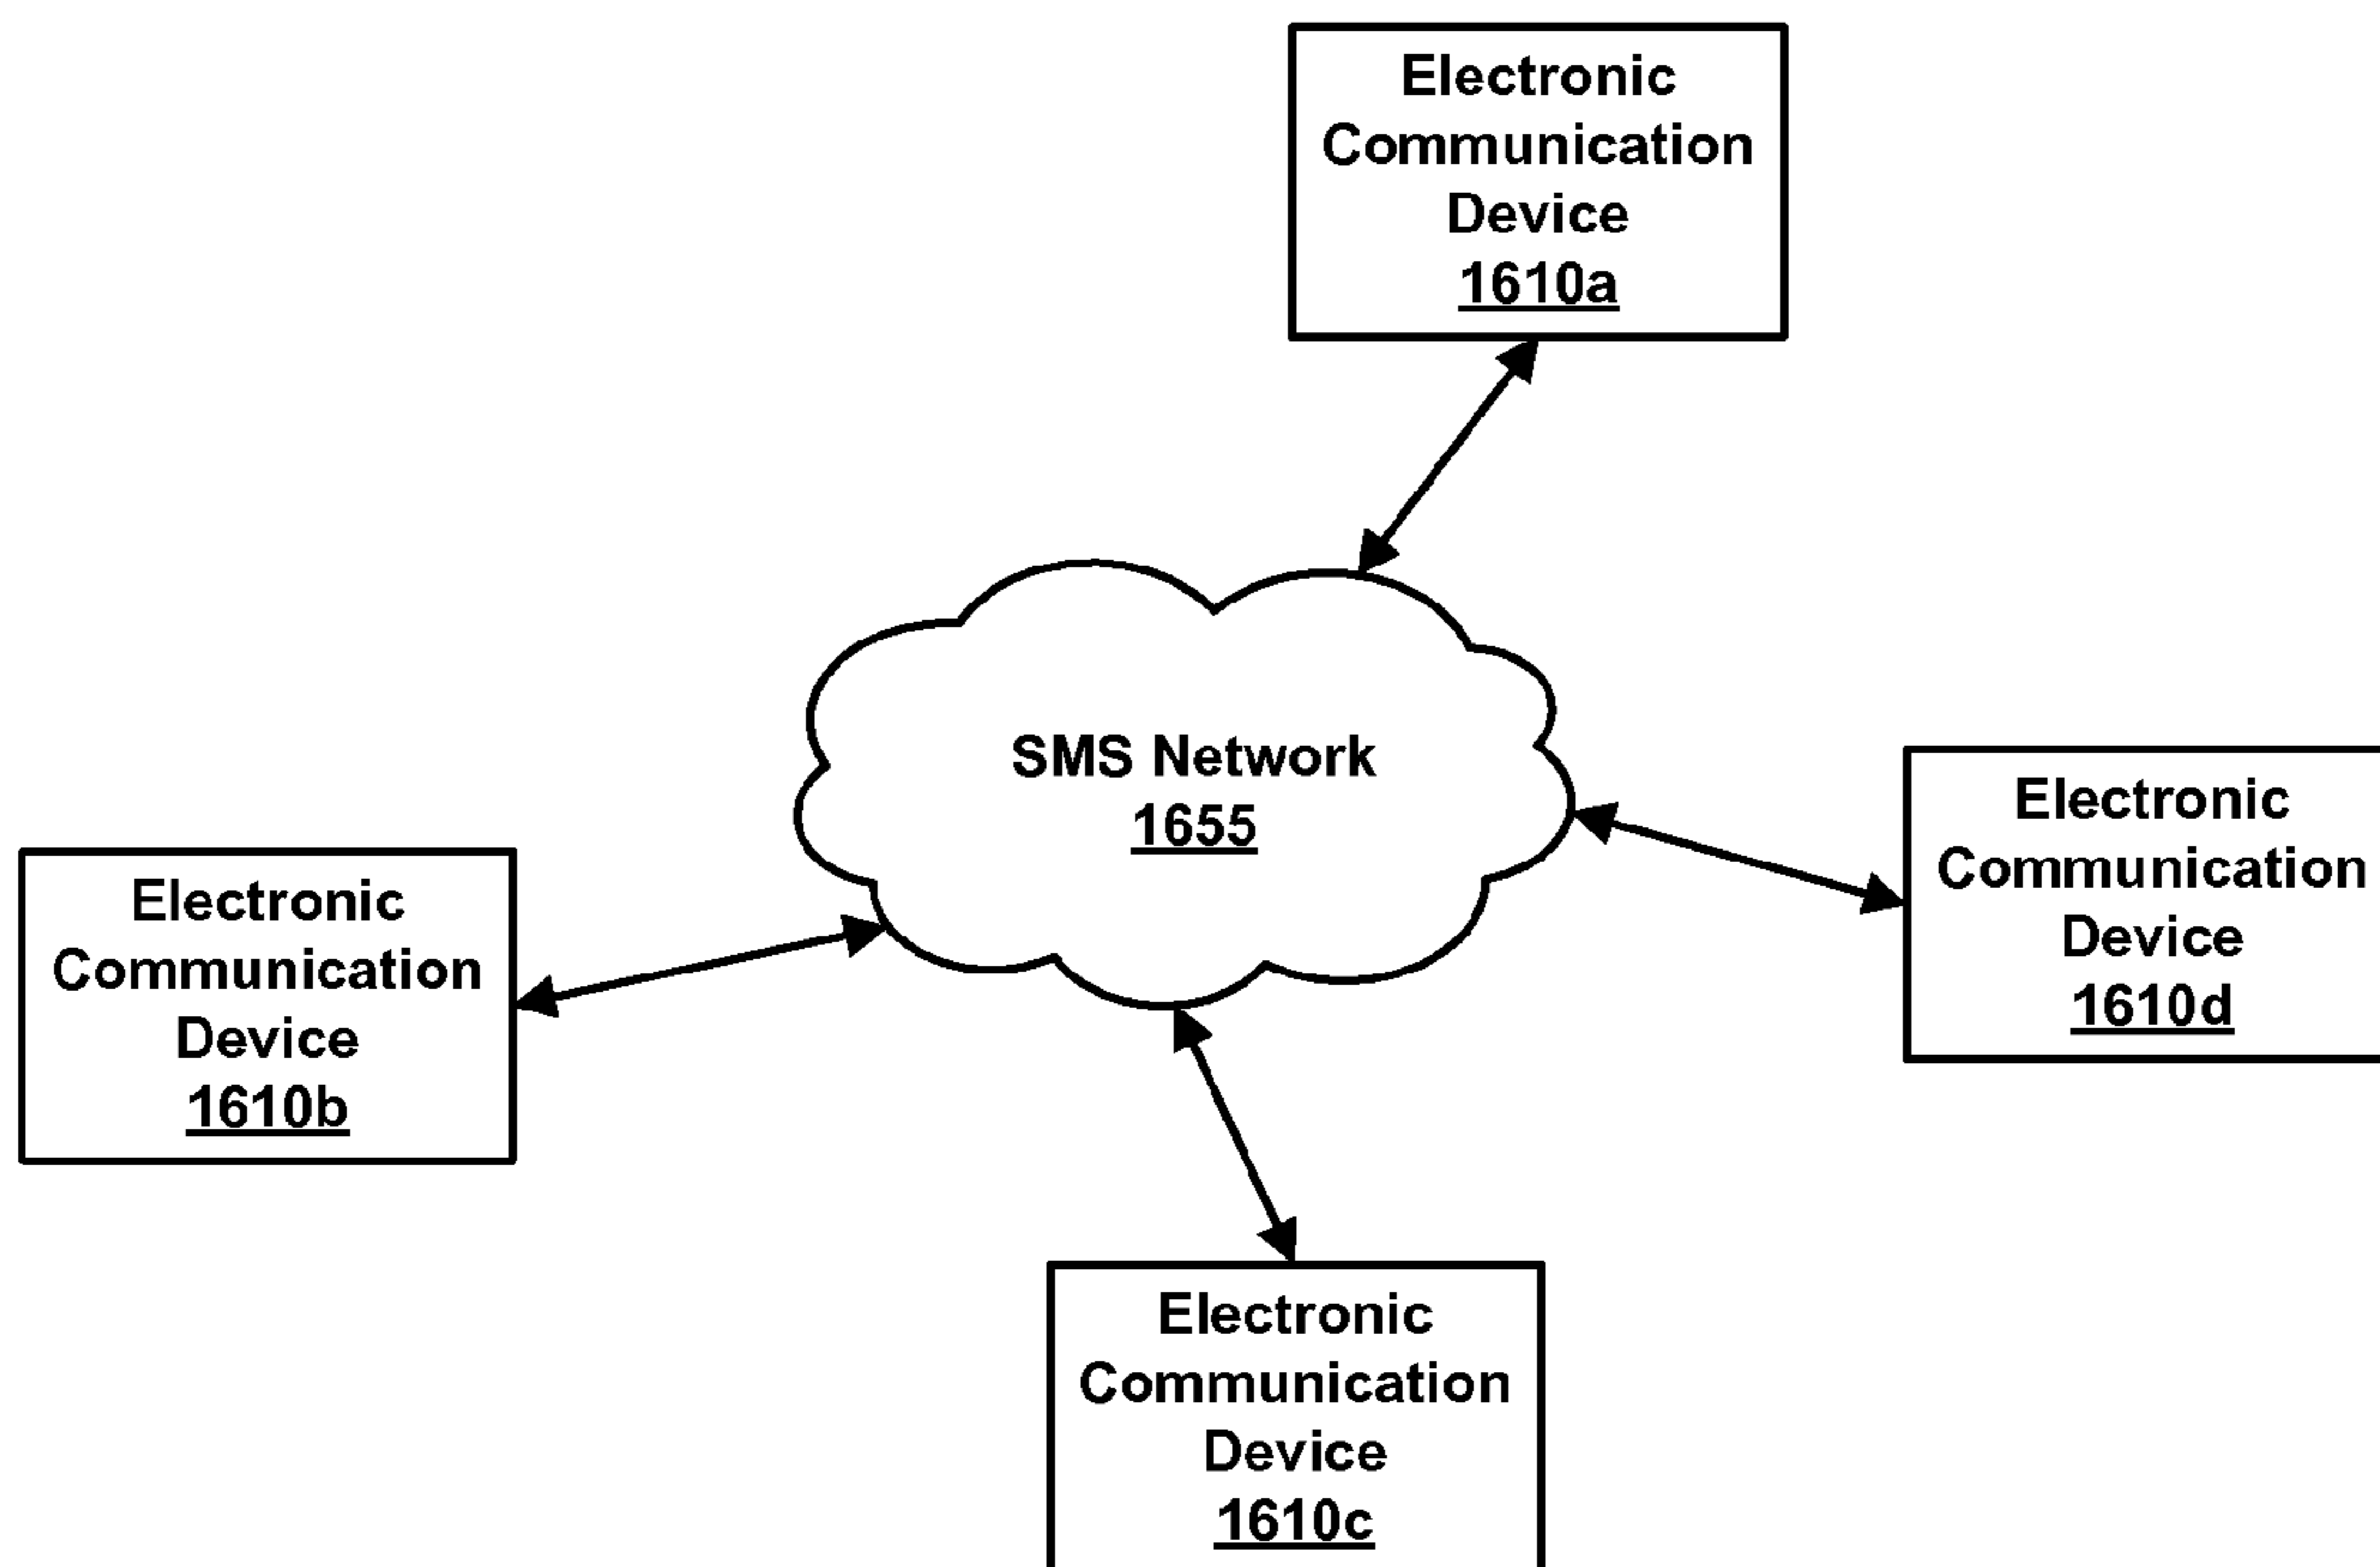 Electronic
Communication
Device
1610a
SMS Network
1655
Electronic
Communication
Device
1610d
Electronic
Communication
Device
1610b
Electronic
Communication
Device
1610c